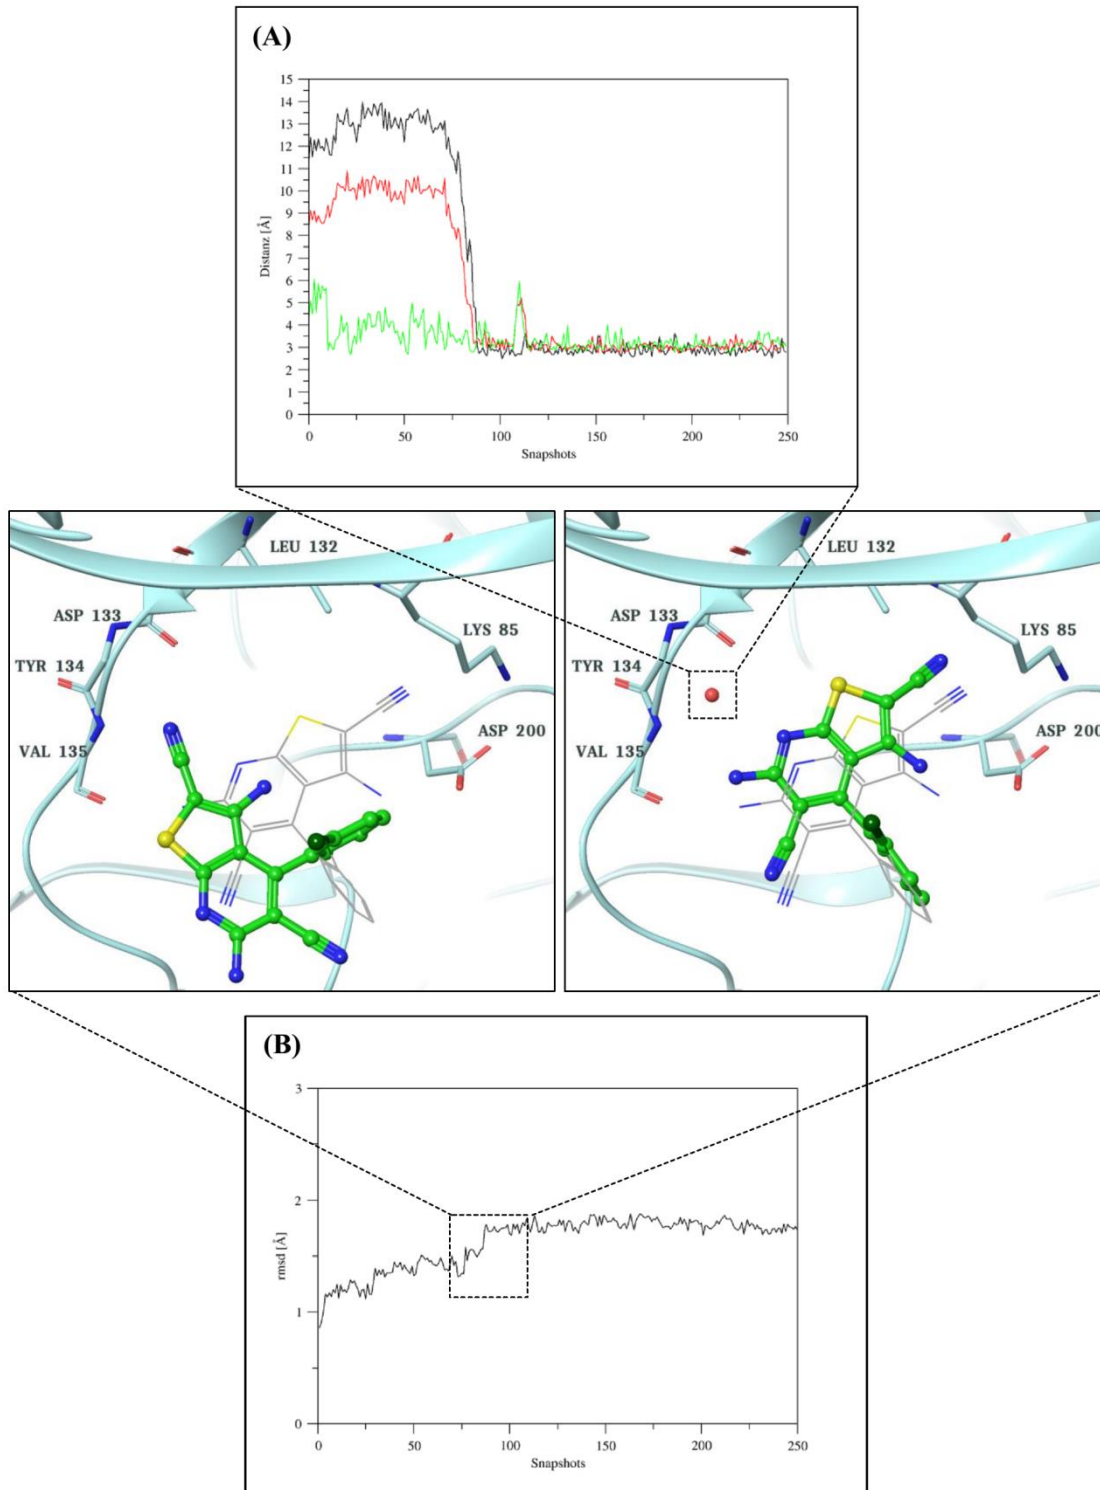 (A)
15
14
13
12
11
10
9
8
7
6
5
4
3
2
1
0
Distanz [Å]
0 50 100 150 200 250
Snapshots
LEU 132
ASP 133
LYS 85
TYR 134
ASP 200
VAL 135
LEU 132
ASP 133
LYS 85
TYR 134
ASP 200
VAL 135
(B)
3
2
1
0
rmsd [Å]
0 50 100 150 200 250
Snapshots